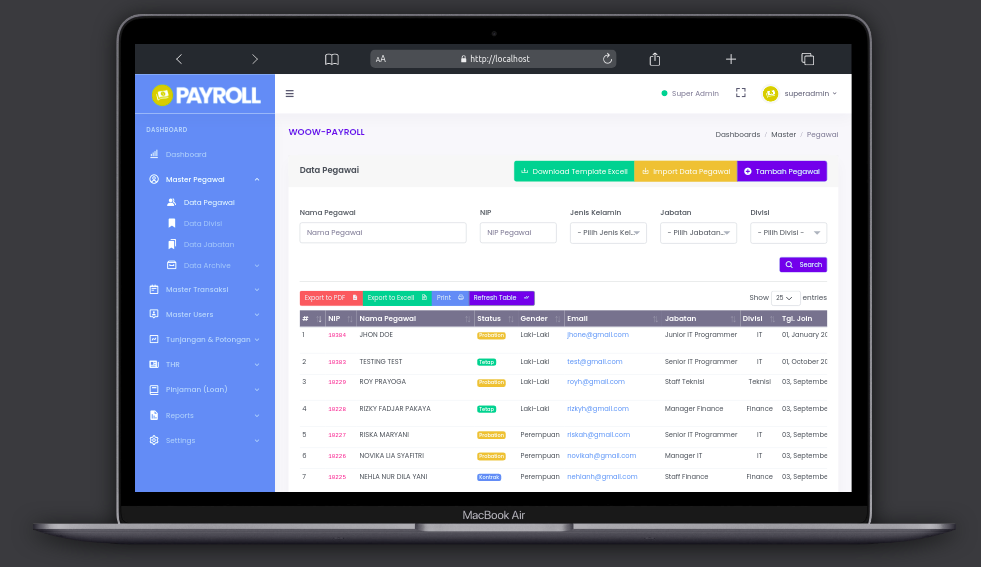 AA http://localhost
PAYROLL
Super Admin superadmin
DASHBOARD
WOOW-PAYROLL
Dashboards / Master / Pegawai
Dashboard
Master Pegawai
Data Pegawai
Data Divisi
Data Jabatan
Data Archive
Master Transaksi
Master Users
Tunjangan & Potongan
THR
Pinjaman (Loan)
Reports
Settings
Data Pegawai
Download Template Excell Import Data Pegawai Tambah Pegawai
Nama Pegawai NIP Jenis Kelamin Jabatan Divisi
Nama Pegawai NIP Pegawai - Pilih Jenis Kel... - Pilih Jabatan... - Pilih Divisi -
Search
Export to PDF Export to Excell Print Refresh Table
Show 25 entries
# NIP Nama Pegawai Status Gender Email Jabatan Divisi Tgl. Join
1 10384 JHON DOE Probation Laki-Laki jhone@gmail.com Junior IT Programmer IT 01, January 20
2 10383 TESTING TEST Tetap Laki-Laki test@gmail.com Senior IT Programmer IT 01, October 20
3 10229 ROY PRAYOGA Probation Laki-Laki royh@gmail.com Staff Teknisi Teknisi 03, Septembe
4 10228 RIZKY FADJAR PAKAYA Tetap Laki-Laki rizkyh@gmail.com Manager Finance Finance 03, Septembe
5 10227 RISKA MARYANI Probation Perempuan riskah@gmail.com Senior IT Programmer IT 03, Septembe
6 10226 NOVIKA LIA SYAFITRI Probation Perempuan novikah@gmail.com Manager IT IT 03, Septembe
7 10225 NEHLA NUR DILA YANI Kontrak Perempuan nehlanh@gmail.com Staff Finance Finance 03, Septembe
MacBook Air